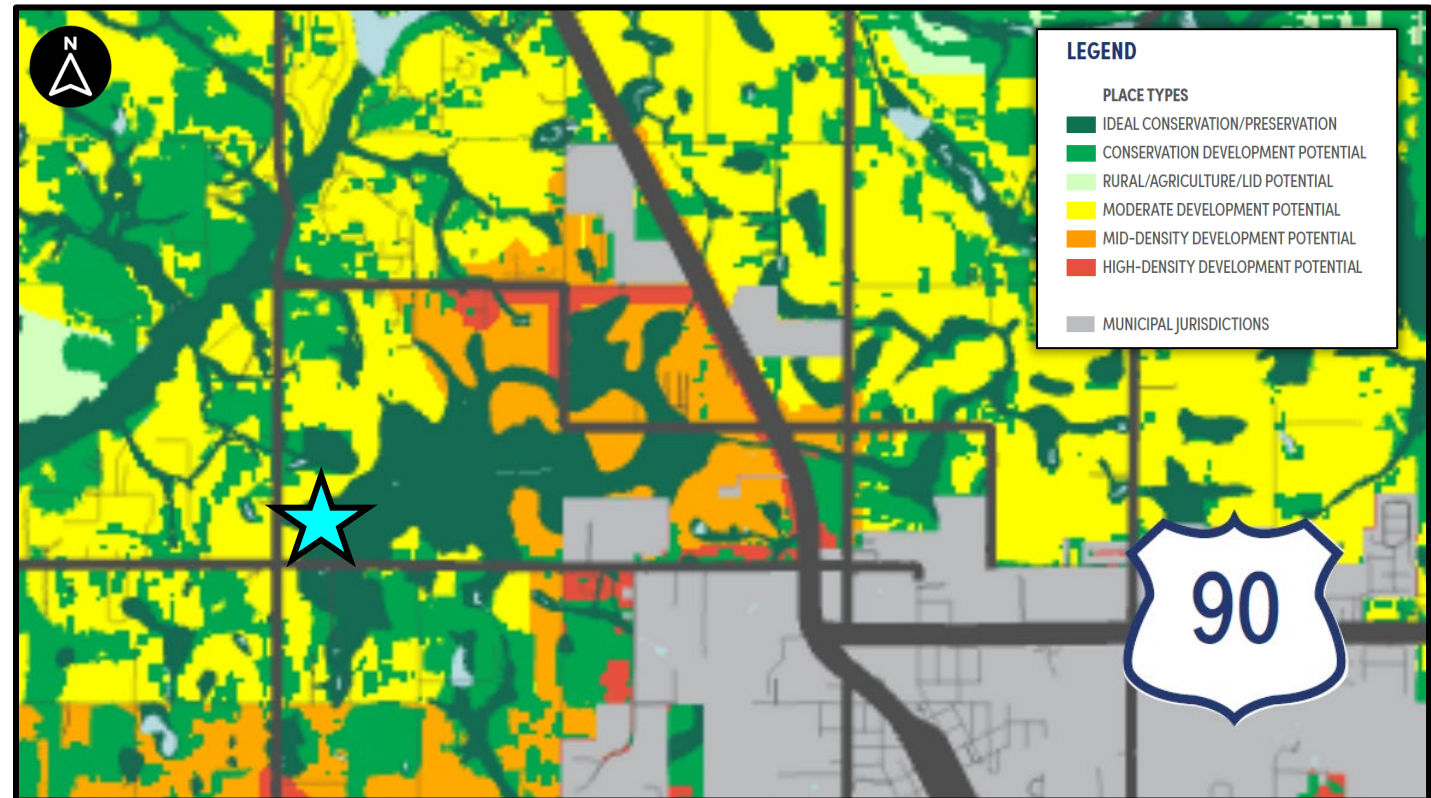 N
LEGEND
PLACE TYPES
IDEAL CONSERVATION/PRESERVATION
CONSERVATION DEVELOPMENT POTENTIAL
RURAL/AGRICULTURE/LID POTENTIAL
MODERATE DEVELOPMENT POTENTIAL
MID-DENSITY DEVELOPMENT POTENTIAL
HIGH-DENSITY DEVELOPMENT POTENTIAL
MUNICIPAL JURISDICTIONS
90